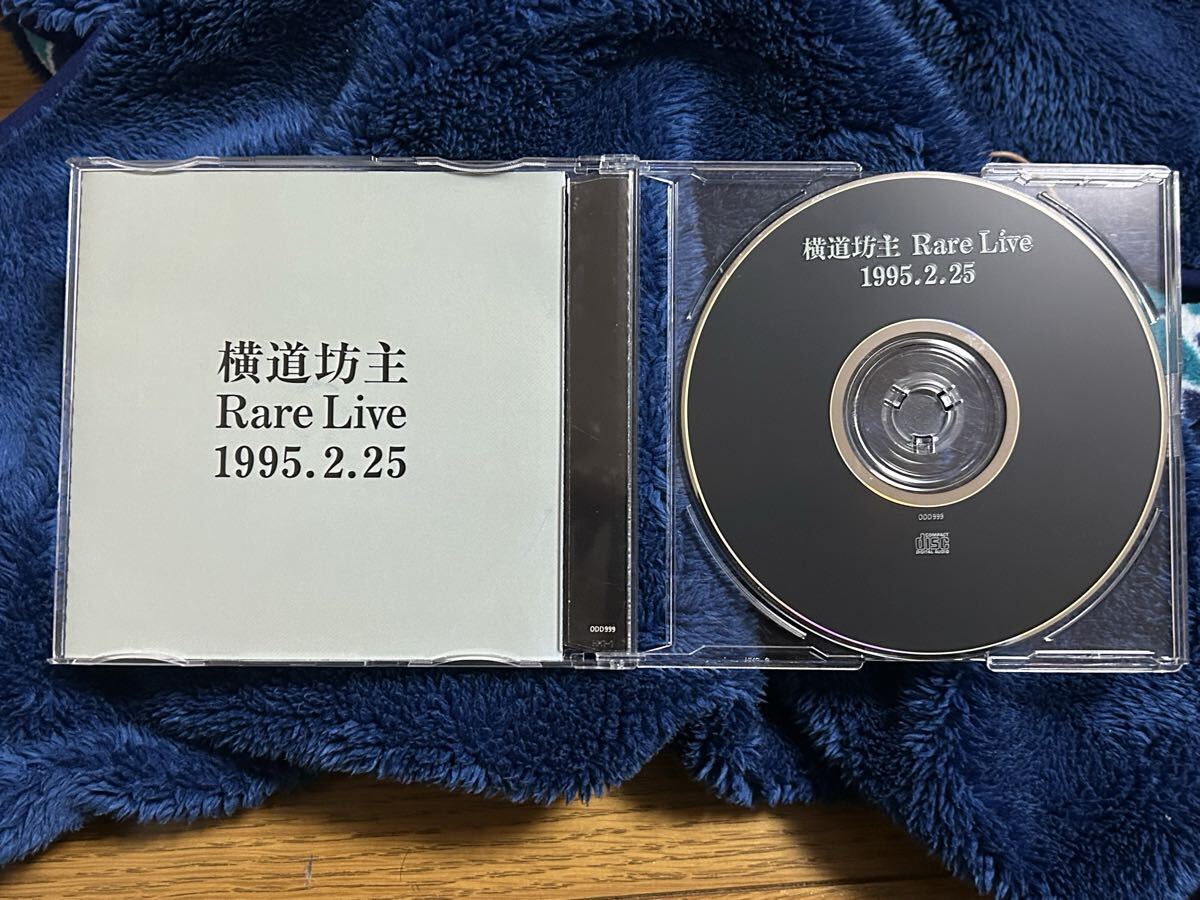 横道坊主
Rare Live
1995.2.25
ODD999
横道坊主 Rare Live
1995.2.25
ODD999
COMPACT
disc
DIGITAL AUDIO